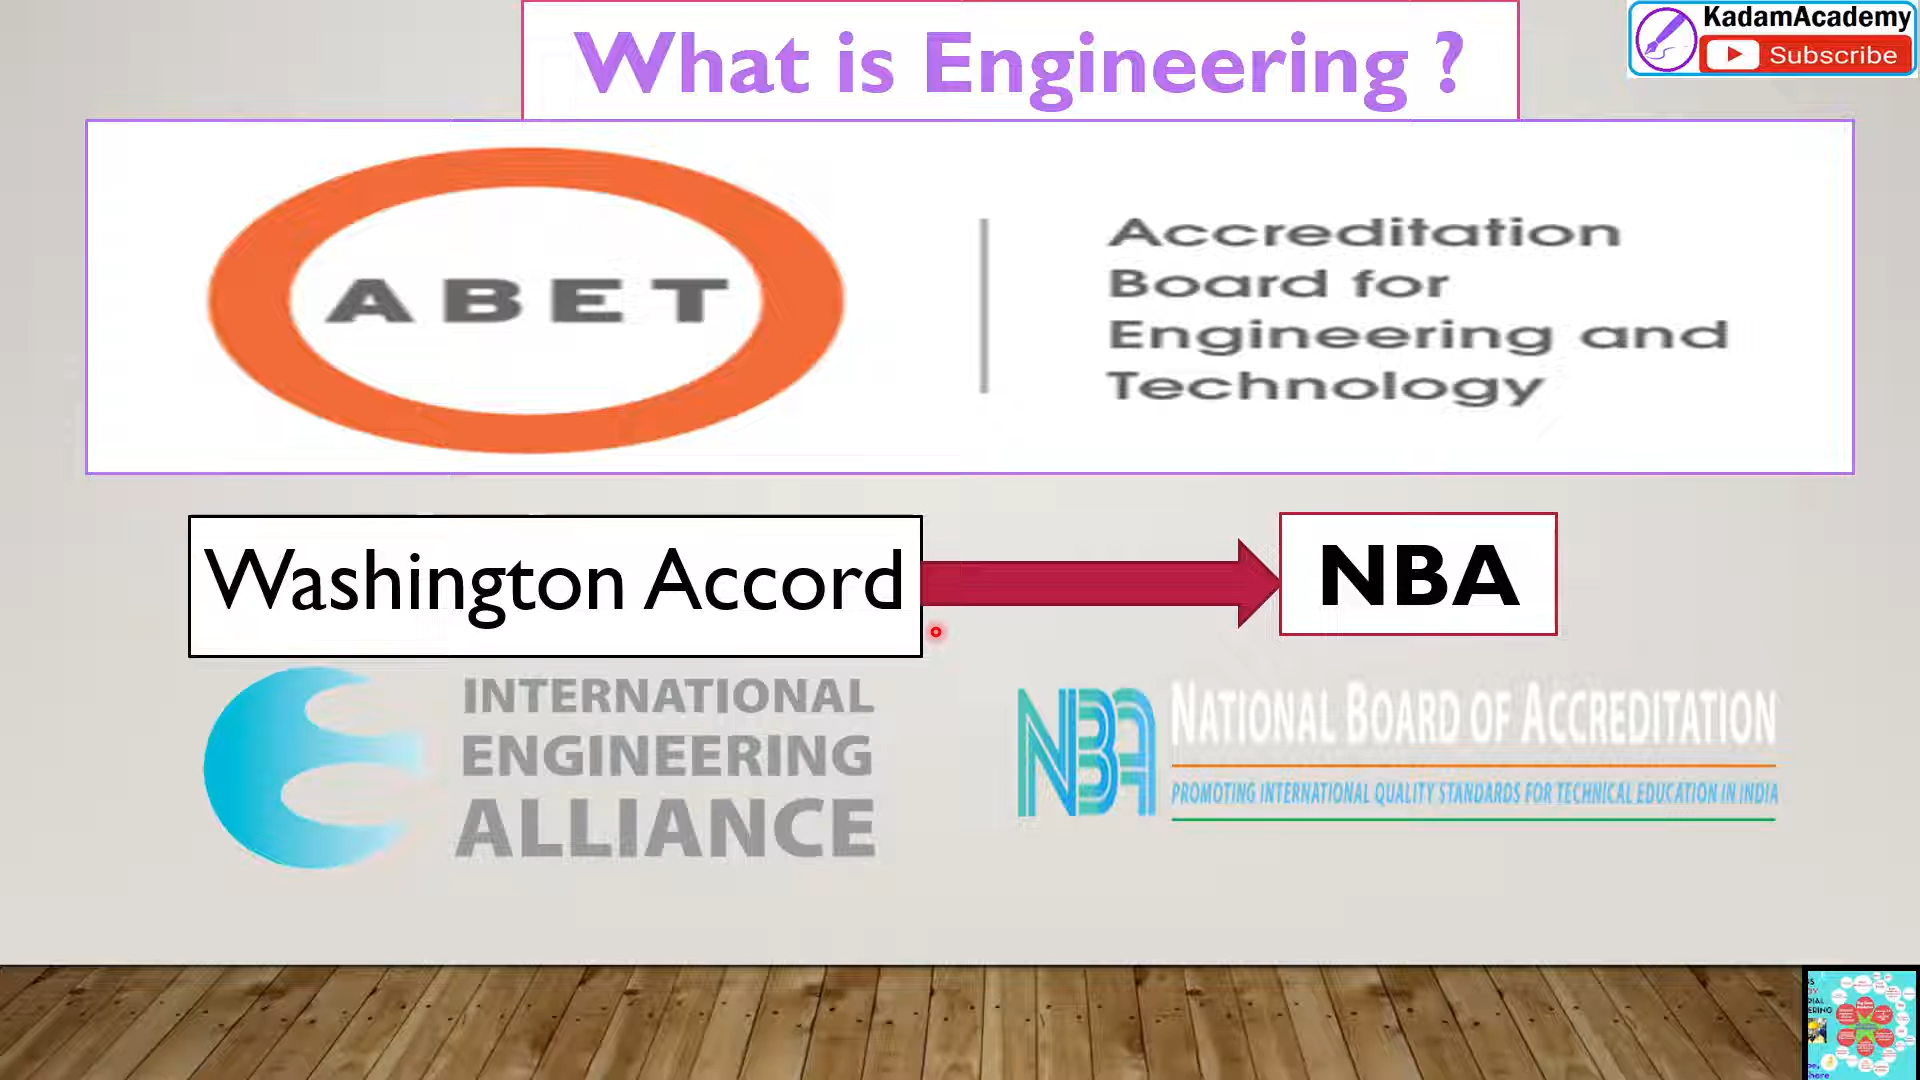 What is Engineering ?
KadamAcademy
Subscribe
ABET
Accreditation
Board for
Engineering and
Technology
Washington Accord
NBA
INTERNATIONAL
ENGINEERING
ALLIANCE
NBA
NATIONAL BOARD OF ACCREDITATION
PROMOTING INTERNATIONAL QUALITY STANDARDS FOR TECHNICAL EDUCATION IN INDIA